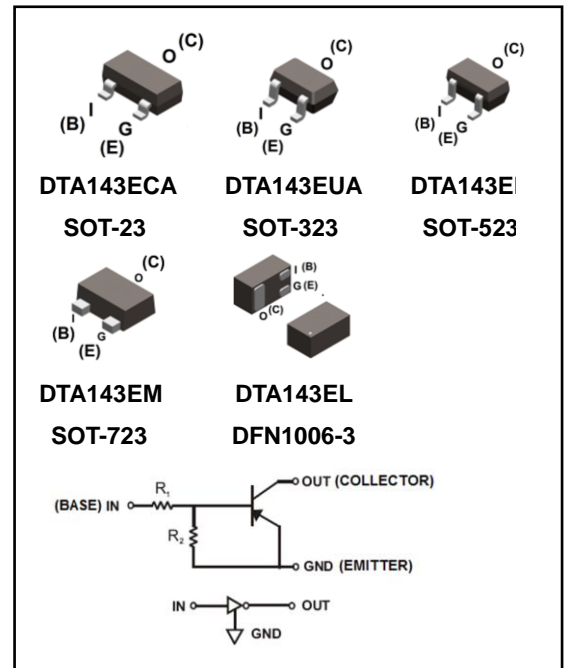 O (C) O (C) O (C)
(B) I G (E) (B) I G (E) (B) I G (E)
DTA143ECA DTA143EUA
SOT-23 SOT-323 SOT-523
O (C) I (B)
G (E)
(B) I G (E) O (C)
DTA143EM DTA143EL
SOT-723 DFN1006-3
R₁ OUT (COLLECTOR)
(BASE) IN
R₂
GND (EMITTER)
IN OUT
GND